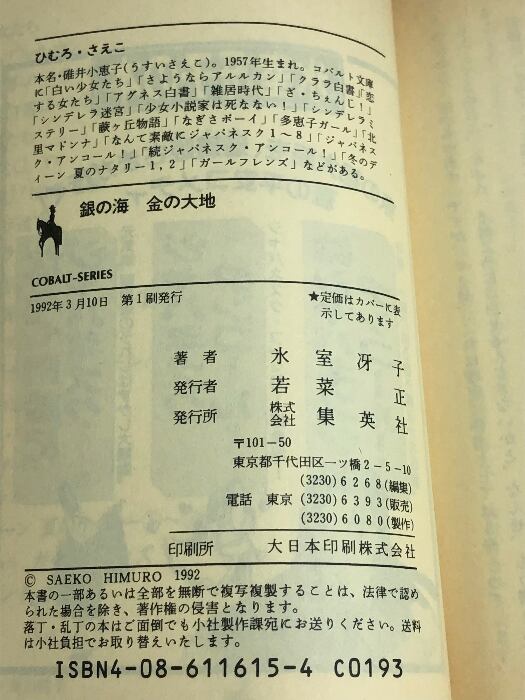 ひむろ・さえこ
本名・碓井小恵子(うすいさえこ)。1957年生まれ。コバルト文庫
に「白い少女たち」「さようならアルルカン」「クララ白書」「恋
する女たち」「アグネス白書」「雑居時代」「ざ・ちぇんじ！」
「シンデレラ迷宮」「少女小説家は死なない！」「シンデレラミ
ステリー」「蕨ヶ丘物語」「なぎさボーイ」「多恵子ガール」「北
里マドンナ」「なんて素敵にジャパネスク1～8」「ジャパネス
ク・アンコール！」「続ジャパネスク・アンコール！」「冬のデ
ィーン 夏のナタリー1，2」「ガールフレンズ」などがある。
銀の海　金の大地
COBALT-SERIES
1992年3月10日　第1刷発行
★定価はカバーに表
示してあります
著者　氷室冴子
発行者　若菜正
発行所　株式会社　集英社
〒101-50
東京都千代田区一ツ橋2-5-10
(3230)6268(編集)
電話　東京　(3230)6393(販売)
(3230)6080(製作)
印刷所　大日本印刷株式会社
© SAEKO HIMURO 1992
本書の一部あるいは全部を無断で複写複製することは、法律で認め
られた場合を除き、著作権の侵害となります。
落丁・乱丁の本はご面倒でも小社製作課宛にお送りください。送料
は小社負担でお取り替えいたします。
ISBN4-08-611615-4 C0193